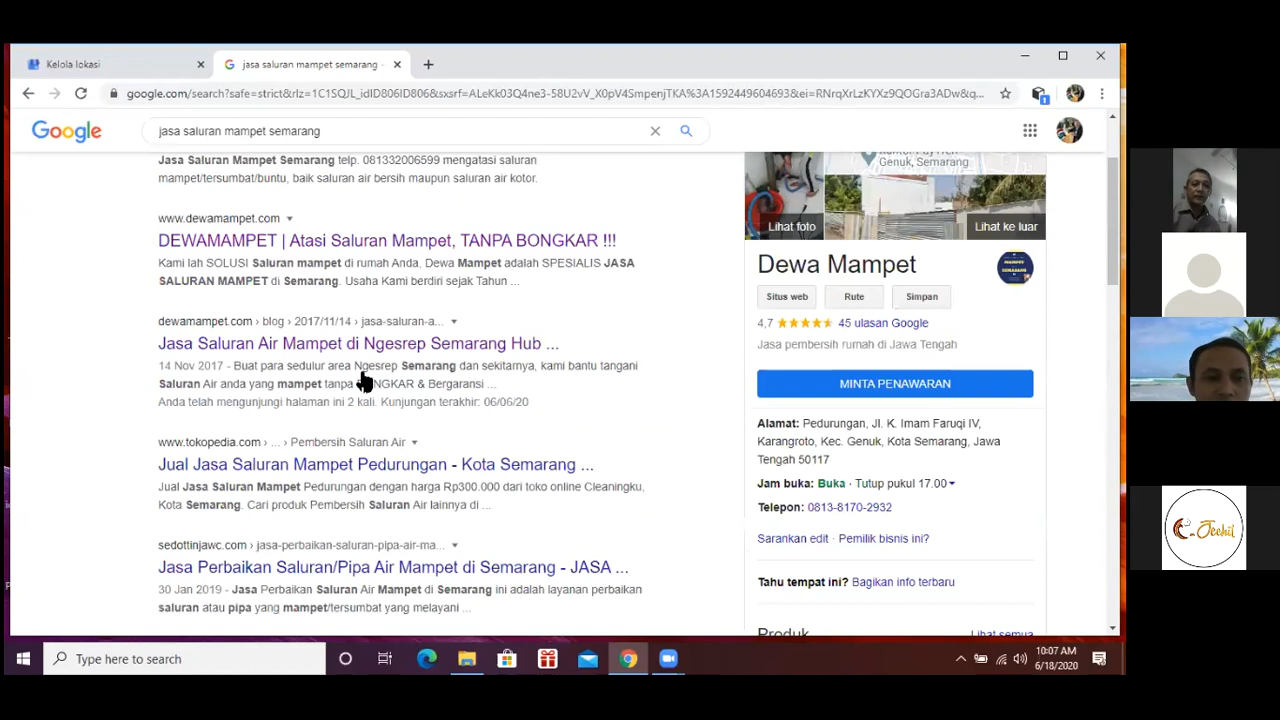 Kelola lokasi
jasa saluran mampet semarang -
google.com/search?safe=strict&rlz=1C1SQJL_idID806ID806&sxsrf=ALeKk03Q4ne3-58U2vV_X0pV4SmpenjTKA%3A1592449604693&ei=RNrqXrLzKYXz9QOGra3ADw&q...
Google
jasa saluran mampet semarang
Jasa Saluran Mampet Semarang telp. 081332006599 mengatasi saluran
mampet/tersumbat/buntu, baik saluran air bersih maupun saluran air kotor.
www.dewamampet.com
DEWAMAMPET | Atasi Saluran Mampet, TANPA BONGKAR !!!
Kami lah SOLUSI Saluran mampet di rumah Anda, Dewa Mampet adalah SPESIALIS JASA
SALURAN MAMPET di Semarang. Usaha Kami berdiri sejak Tahun ...
dewamampet.com › blog › 2017/11/14 › jasa-saluran-a...
Jasa Saluran Air Mampet di Ngesrep Semarang Hub ...
14 Nov 2017 - Buat para sedulur area Ngesrep Semarang dan sekitarnya, kami bantu tangani
Saluran Air anda yang mampet tanpa NGKAR & Bergaransi ...
Anda telah mengunjungi halaman ini 2 kali. Kunjungan terakhir: 06/06/20
www.tokopedia.com › ... › Pembersih Saluran Air
Jual Jasa Saluran Mampet Pedurungan - Kota Semarang ...
Jual Jasa Saluran Mampet Pedurungan dengan harga Rp300.000 dari toko online Cleaningku,
Kota Semarang. Cari produk Pembersih Saluran Air lainnya di ...
sedottinjawc.com › jasa-perbaikan-saluran-pipa-air-ma...
Jasa Perbaikan Saluran/Pipa Air Mampet di Semarang - JASA ...
30 Jan 2019 - Jasa Perbaikan Saluran Air Mampet di Semarang ini adalah layanan perbaikan
saluran atau pipa yang mampet/tersumbat yang melayani ...
Genuk, Semarang
Lihat foto
Lihat ke luar
Dewa Mampet
MAMPET
SEMARANG
Situs web
Rute
Simpan
4,7 45 ulasan Google
Jasa pembersih rumah di Jawa Tengah
MINTA PENAWARAN
Alamat: Pedurungan, Jl. K. Imam Faruqi IV,
Karangroto, Kec. Genuk, Kota Semarang, Jawa
Tengah 50117
Jam buka: Buka · Tutup pukul 17.00
Telepon: 0813-8170-2932
Sarankan edit · Pemilik bisnis ini?
Tahu tempat ini? Bagikan info terbaru
Produk
Lihat semua
Type here to search
10:07 AM
6/18/2020
Jeehil